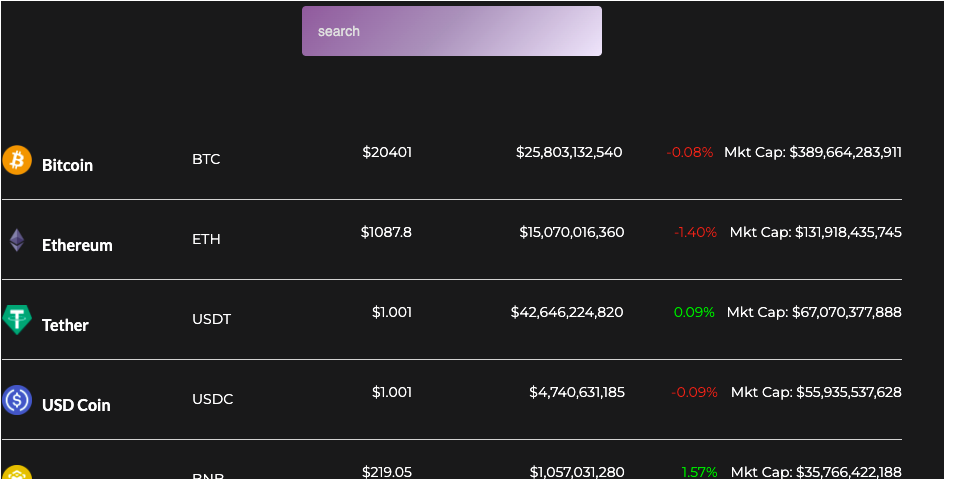 search
Bitcoin BTC $20401 $25,803,132,540 -0.08% Mkt Cap: $389,664,283,911
Ethereum ETH $1087.8 $15,070,016,360 -1.40% Mkt Cap: $131,918,435,745
Tether USDT $1.001 $42,646,224,820 0.09% Mkt Cap: $67,070,377,888
USD Coin USDC $1.001 $4,740,631,185 -0.09% Mkt Cap: $55,935,537,628
BNB $219.05 $1,057,031,280 1.57% Mkt Cap: $35,766,422,188